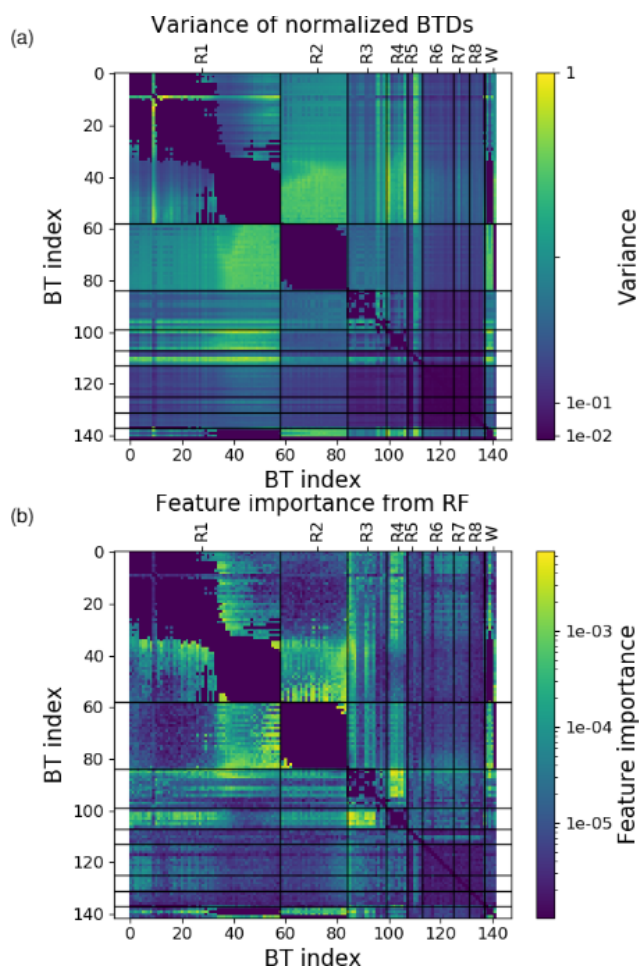 (a)
Variance of normalized BTDs
R1 R2 R3 R4 R5 R6 R7 R8 W
0
20
40
60
80
100
120
140
BT index
0 20 40 60 80 100 120 140
BT index
1
1e-01
1e-02
Variance
(b)
Feature importance from RF
R1 R2 R3 R4 R5 R6 R7 R8 W
0
20
40
60
80
100
120
140
BT index
0 20 40 60 80 100 120 140
BT index
1e-03
1e-04
1e-05
Feature importance